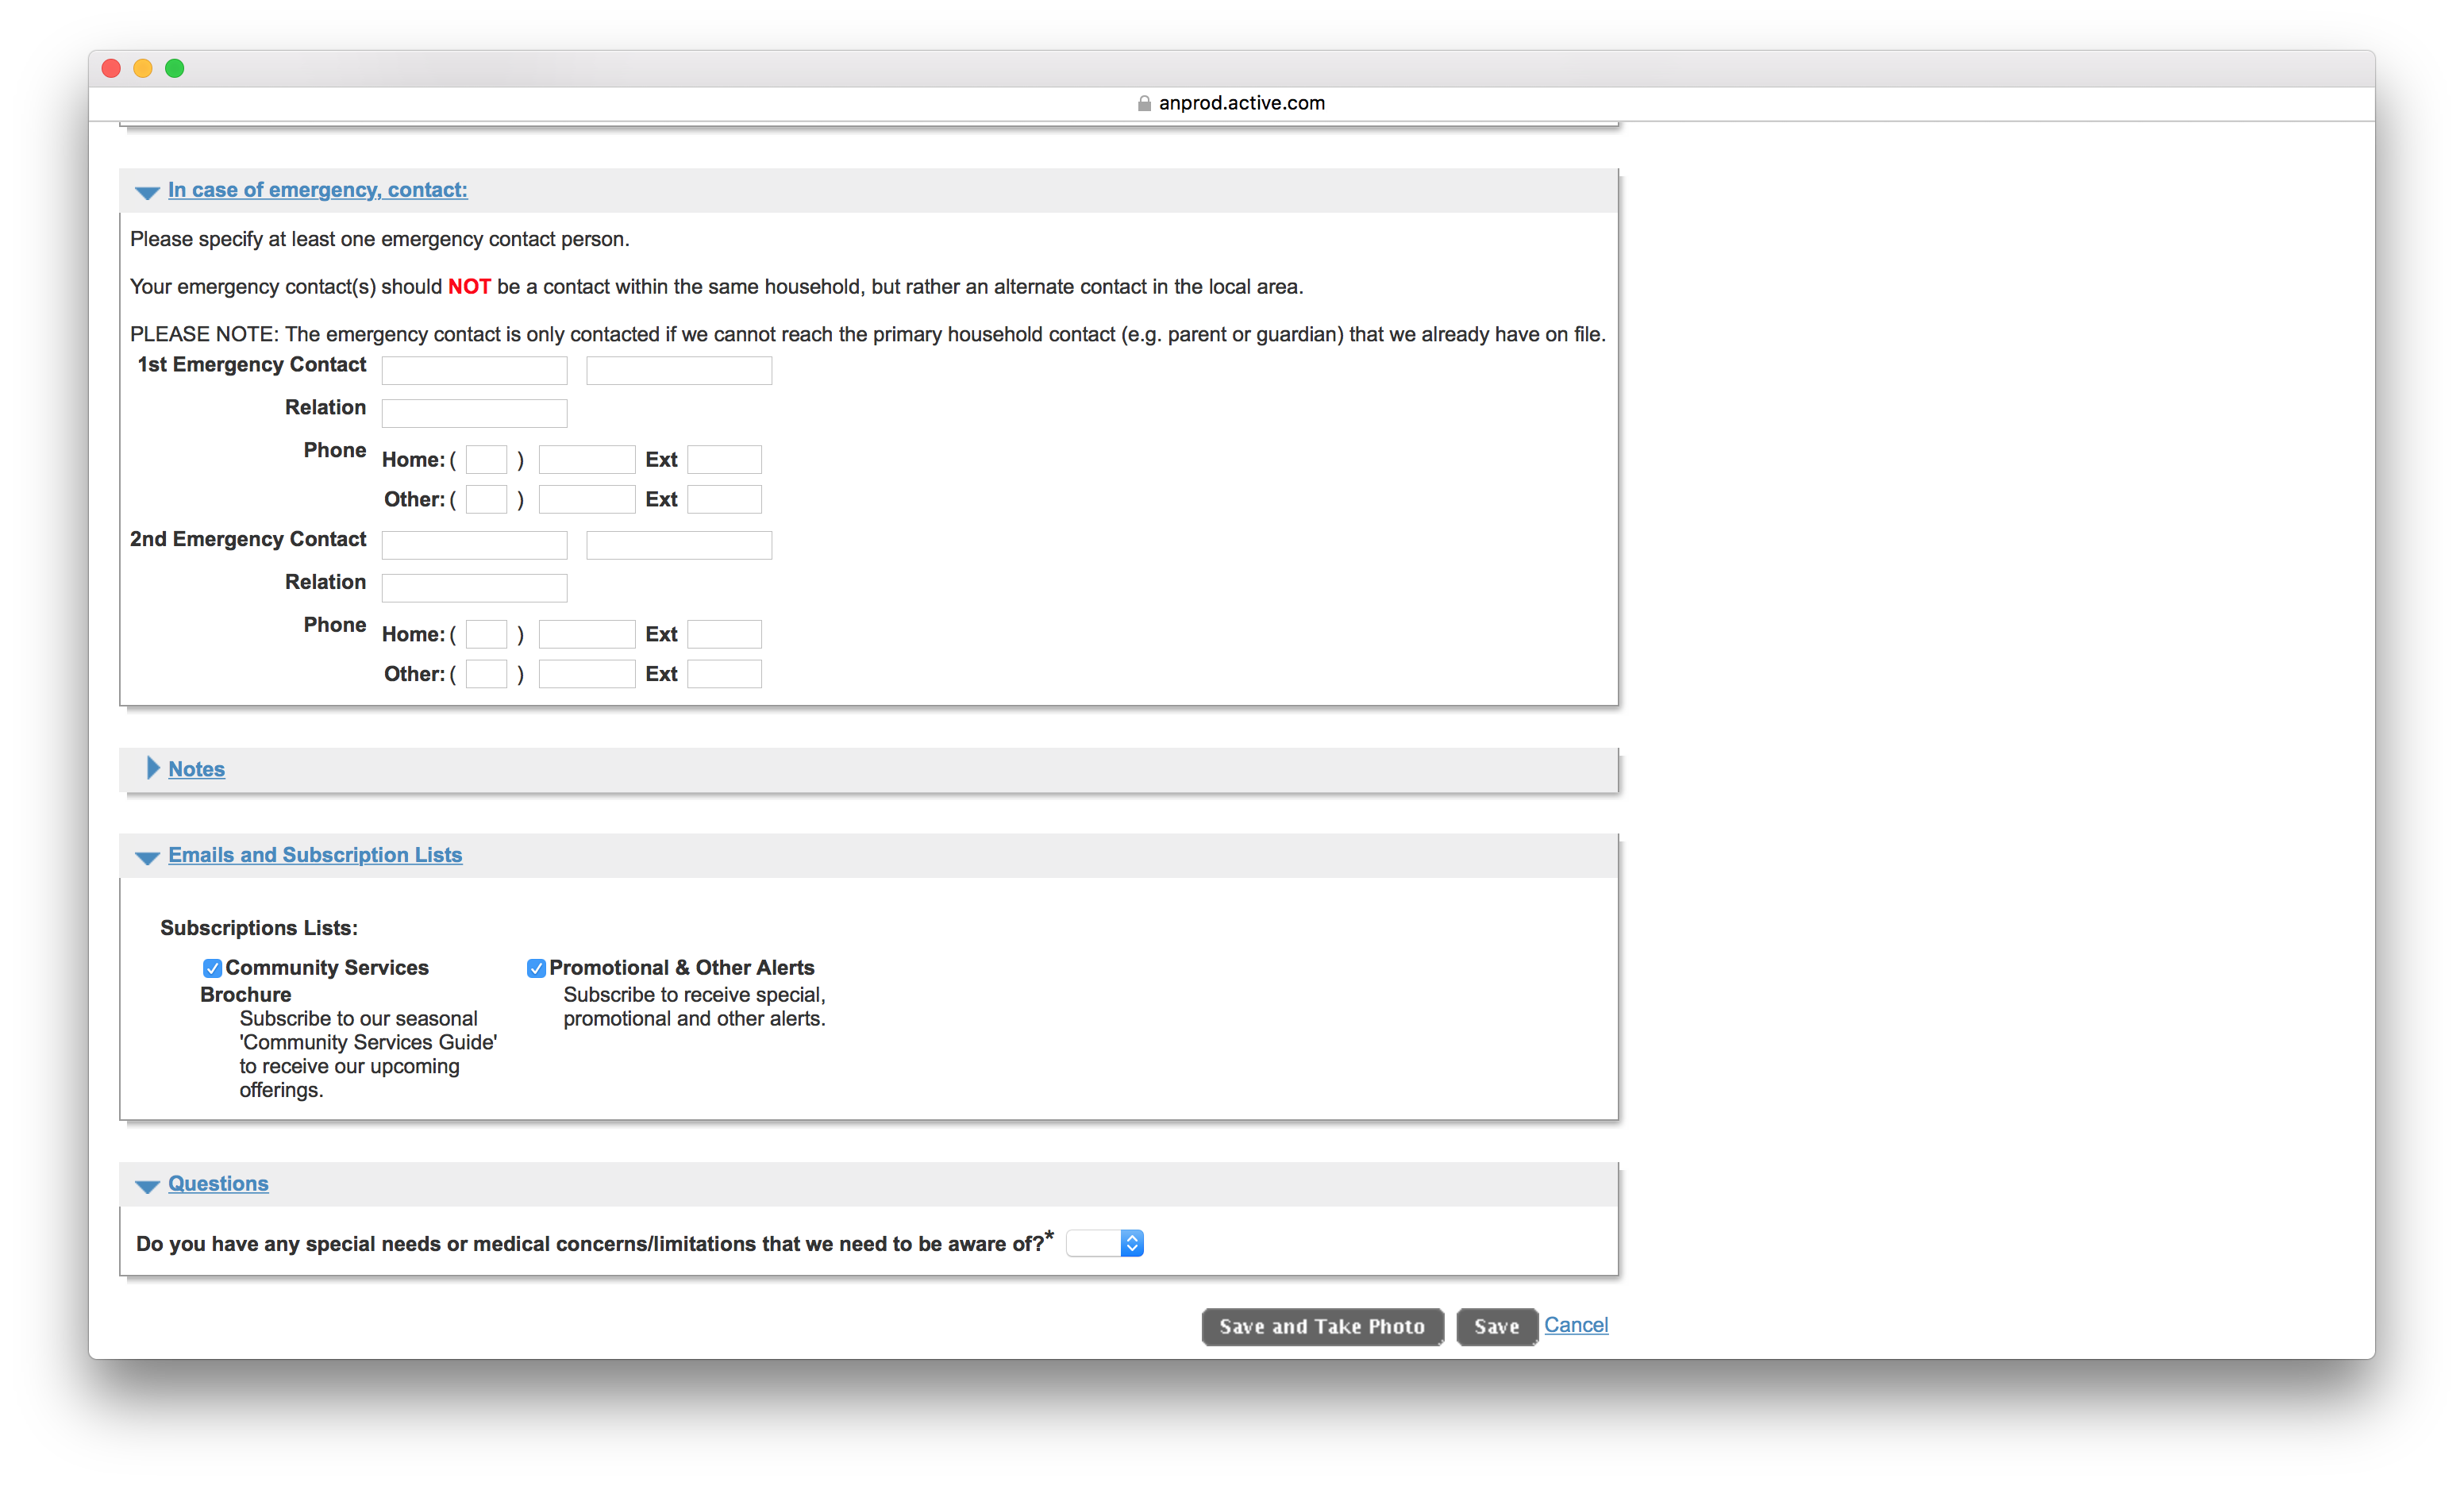 anprod.active.com
In case of emergency, contact:
Please specify at least one emergency contact person.
Your emergency contact(s) should NOT be a contact within the same household, but rather an alternate contact in the local area.
PLEASE NOTE: The emergency contact is only contacted if we cannot reach the primary household contact (e.g. parent or guardian) that we already have on file.
1st Emergency Contact
Relation
Phone Home: ( ) Ext
Other: ( ) Ext
2nd Emergency Contact
Relation
Phone Home: ( ) Ext
Other: ( ) Ext
Notes
Emails and Subscription Lists
Subscriptions Lists:
Community Services
Brochure
Subscribe to our seasonal
'Community Services Guide'
to receive our upcoming
offerings.
Promotional & Other Alerts
Subscribe to receive special,
promotional and other alerts.
Questions
Do you have any special needs or medical concerns/limitations that we need to be aware of?*
Save and Take Photo Save Cancel